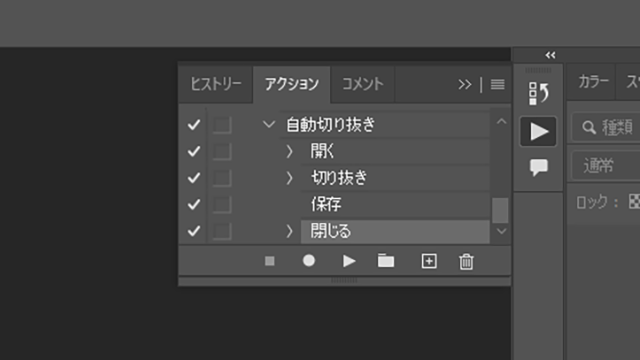 ヒストリー アクション コメント
カラー ス
自動切り抜き
種類
開く
通常
切り抜き
ロック：
保存
閉じる